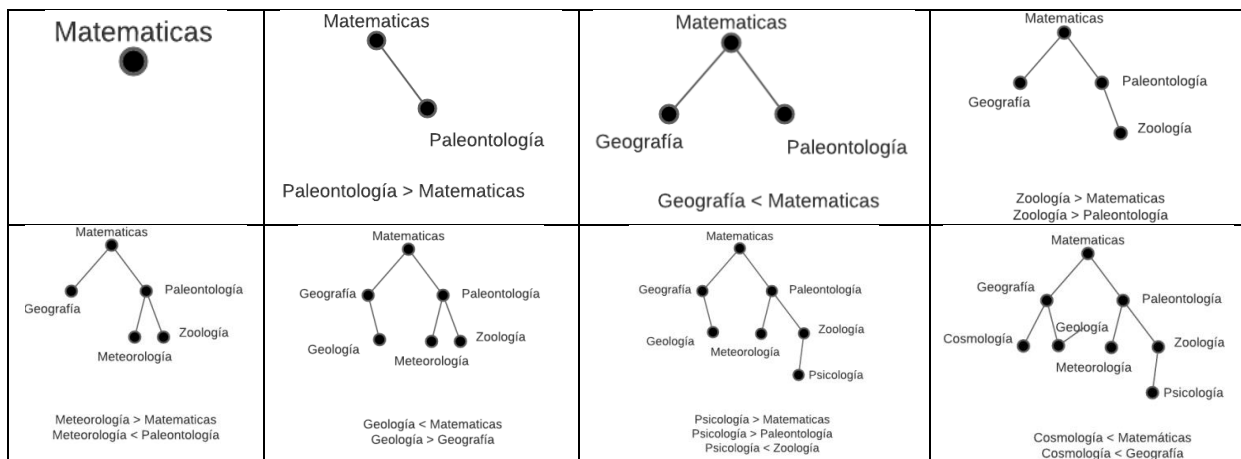 Matematicas
Matematicas
Paleontología
Paleontología > Matematicas
Matematicas
Geografía
Paleontología
Geografía < Matematicas
Matematicas
Geografía
Paleontología
Zoología
Zoología > Matematicas
Zoología > Paleontología
Matematicas
Geografía
Paleontología
Zoología
Meteorología
Meteorología > Matematicas
Meteorología < Paleontología
Matematicas
Geografía
Paleontología
Geología
Zoología
Meteorología
Geología < Matematicas
Geología > Geografía
Matematicas
Geografía
Paleontología
Geología
Zoología
Meteorología
Psicología
Psicología > Matematicas
Psicología > Paleontología
Psicología < Zoología
Matematicas
Geografía
Paleontología
Cosmología
Geología
Zoología
Meteorología
Psicología
Cosmología < Matemáticas
Cosmología < Geografía